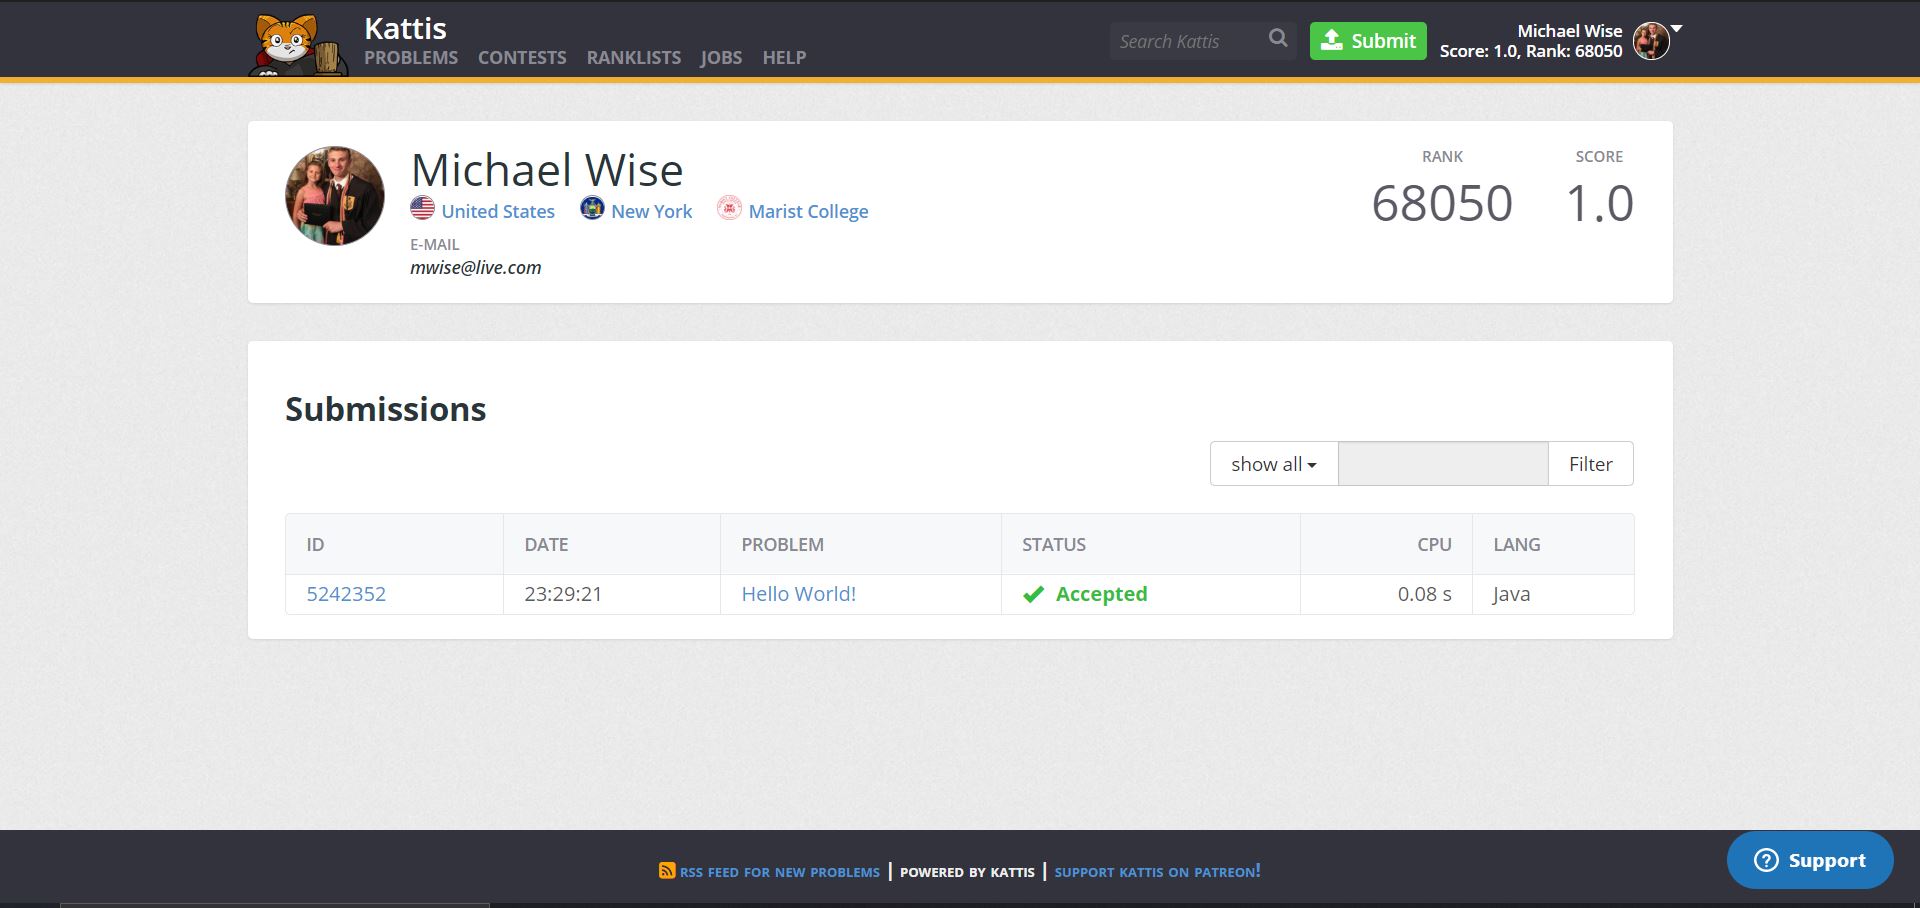 Kattis
PROBLEMS CONTESTS RANKLISTS JOBS HELP
Search Kattis
Submit
Michael Wise
Score: 1.0, Rank: 68050
Michael Wise
United States New York Marist College
E-MAIL
mwise@live.com
RANK SCORE
68050 1.0
Submissions
show all Filter
ID DATE PROBLEM STATUS CPU LANG
5242352 23:29:21 Hello World! Accepted 0.08 s Java
RSS FEED FOR NEW PROBLEMS | POWERED BY KATTIS | SUPPORT KATTIS ON PATREON!
Support